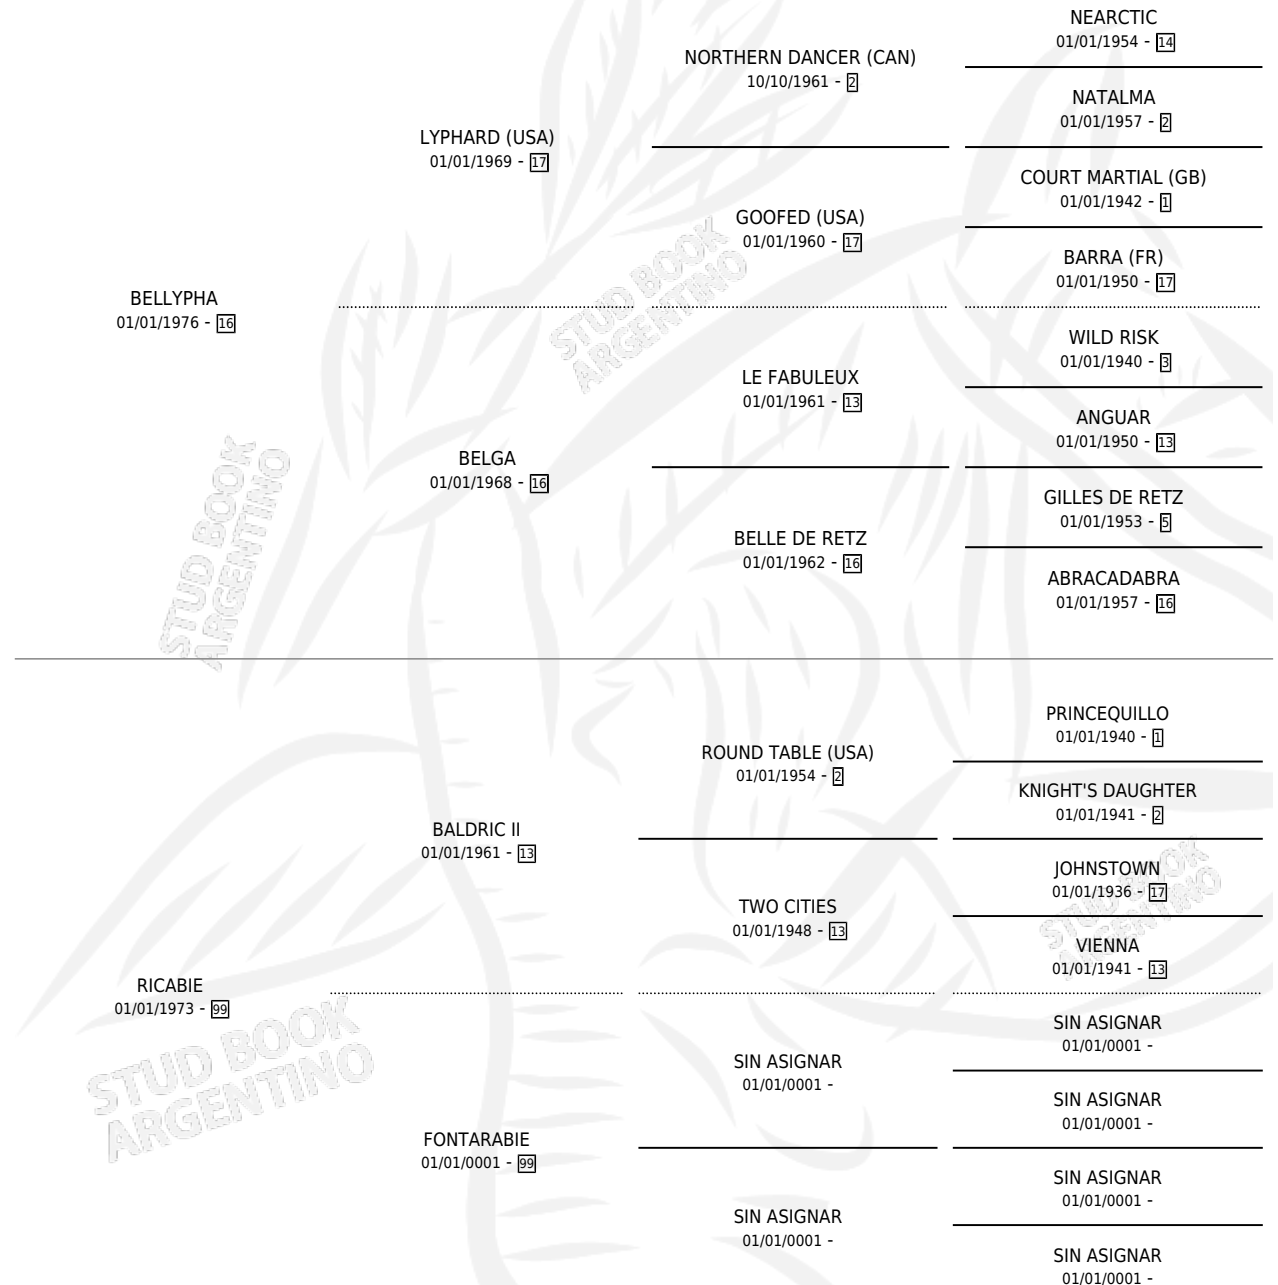 NEARCTIC
01/01/1954 - 14
NORTHERN DANCER (CAN)
10/10/1961 - 2
NATALMA
01/01/1957 - 2
LYPHARD (USA)
01/01/1969 - 17
COURT MARTIAL (GB)
01/01/1942 - 1
GOOFED (USA)
01/01/1960 - 17
BARRA (FR)
01/01/1950 - 17
BELLYPHA
01/01/1976 - 16
STUD BOOK
ARGENTINO
WILD RISK
01/01/1940 - 3
LE FABULEUX
01/01/1961 - 13
ANGUAR
01/01/1950 - 13
BELGA
01/01/1968 - 16
GILLES DE RETZ
01/01/1953 - 5
BELLE DE RETZ
01/01/1962 - 16
ABRACADABRA
01/01/1957 - 16
STUD BOOK
ARGENTINO
PRINCEQUILLO
01/01/1940 - 1
ROUND TABLE (USA)
01/01/1954 - 2
KNIGHT'S DAUGHTER
01/01/1941 - 2
BALDRIC II
01/01/1961 - 13
JOHNSTOWN
01/01/1936 - 17
TWO CITIES
01/01/1948 - 13
STUD BOOK
ARGENTINO
VIENNA
01/01/1941 - 13
RICABIE
01/01/1973 - 99
SIN ASIGNAR
01/01/0001 -
STUD BOOK
ARGENTINO
SIN ASIGNAR
01/01/0001 -
SIN ASIGNAR
01/01/0001 -
FONTARABIE
01/01/0001 - 99
SIN ASIGNAR
01/01/0001 -
SIN ASIGNAR
01/01/0001 -
SIN ASIGNAR
01/01/0001 -